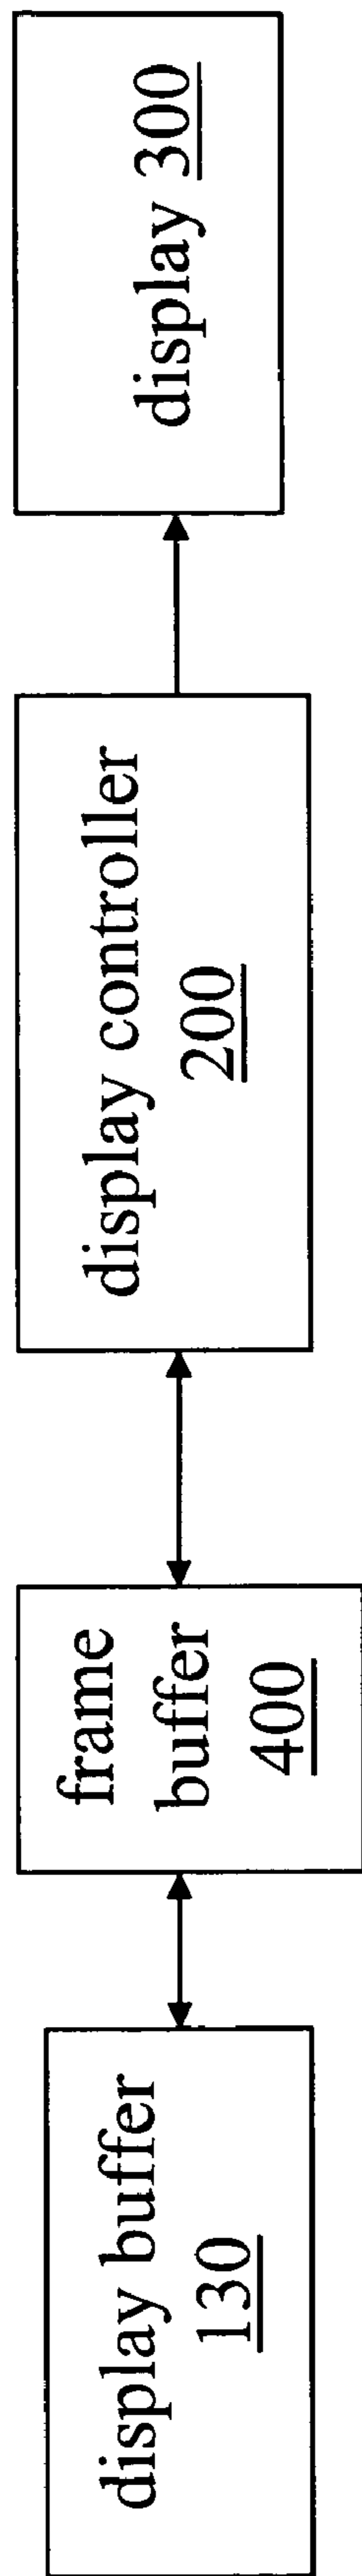 display buffer
130
frame
buffer
400
display controller
200
display 300